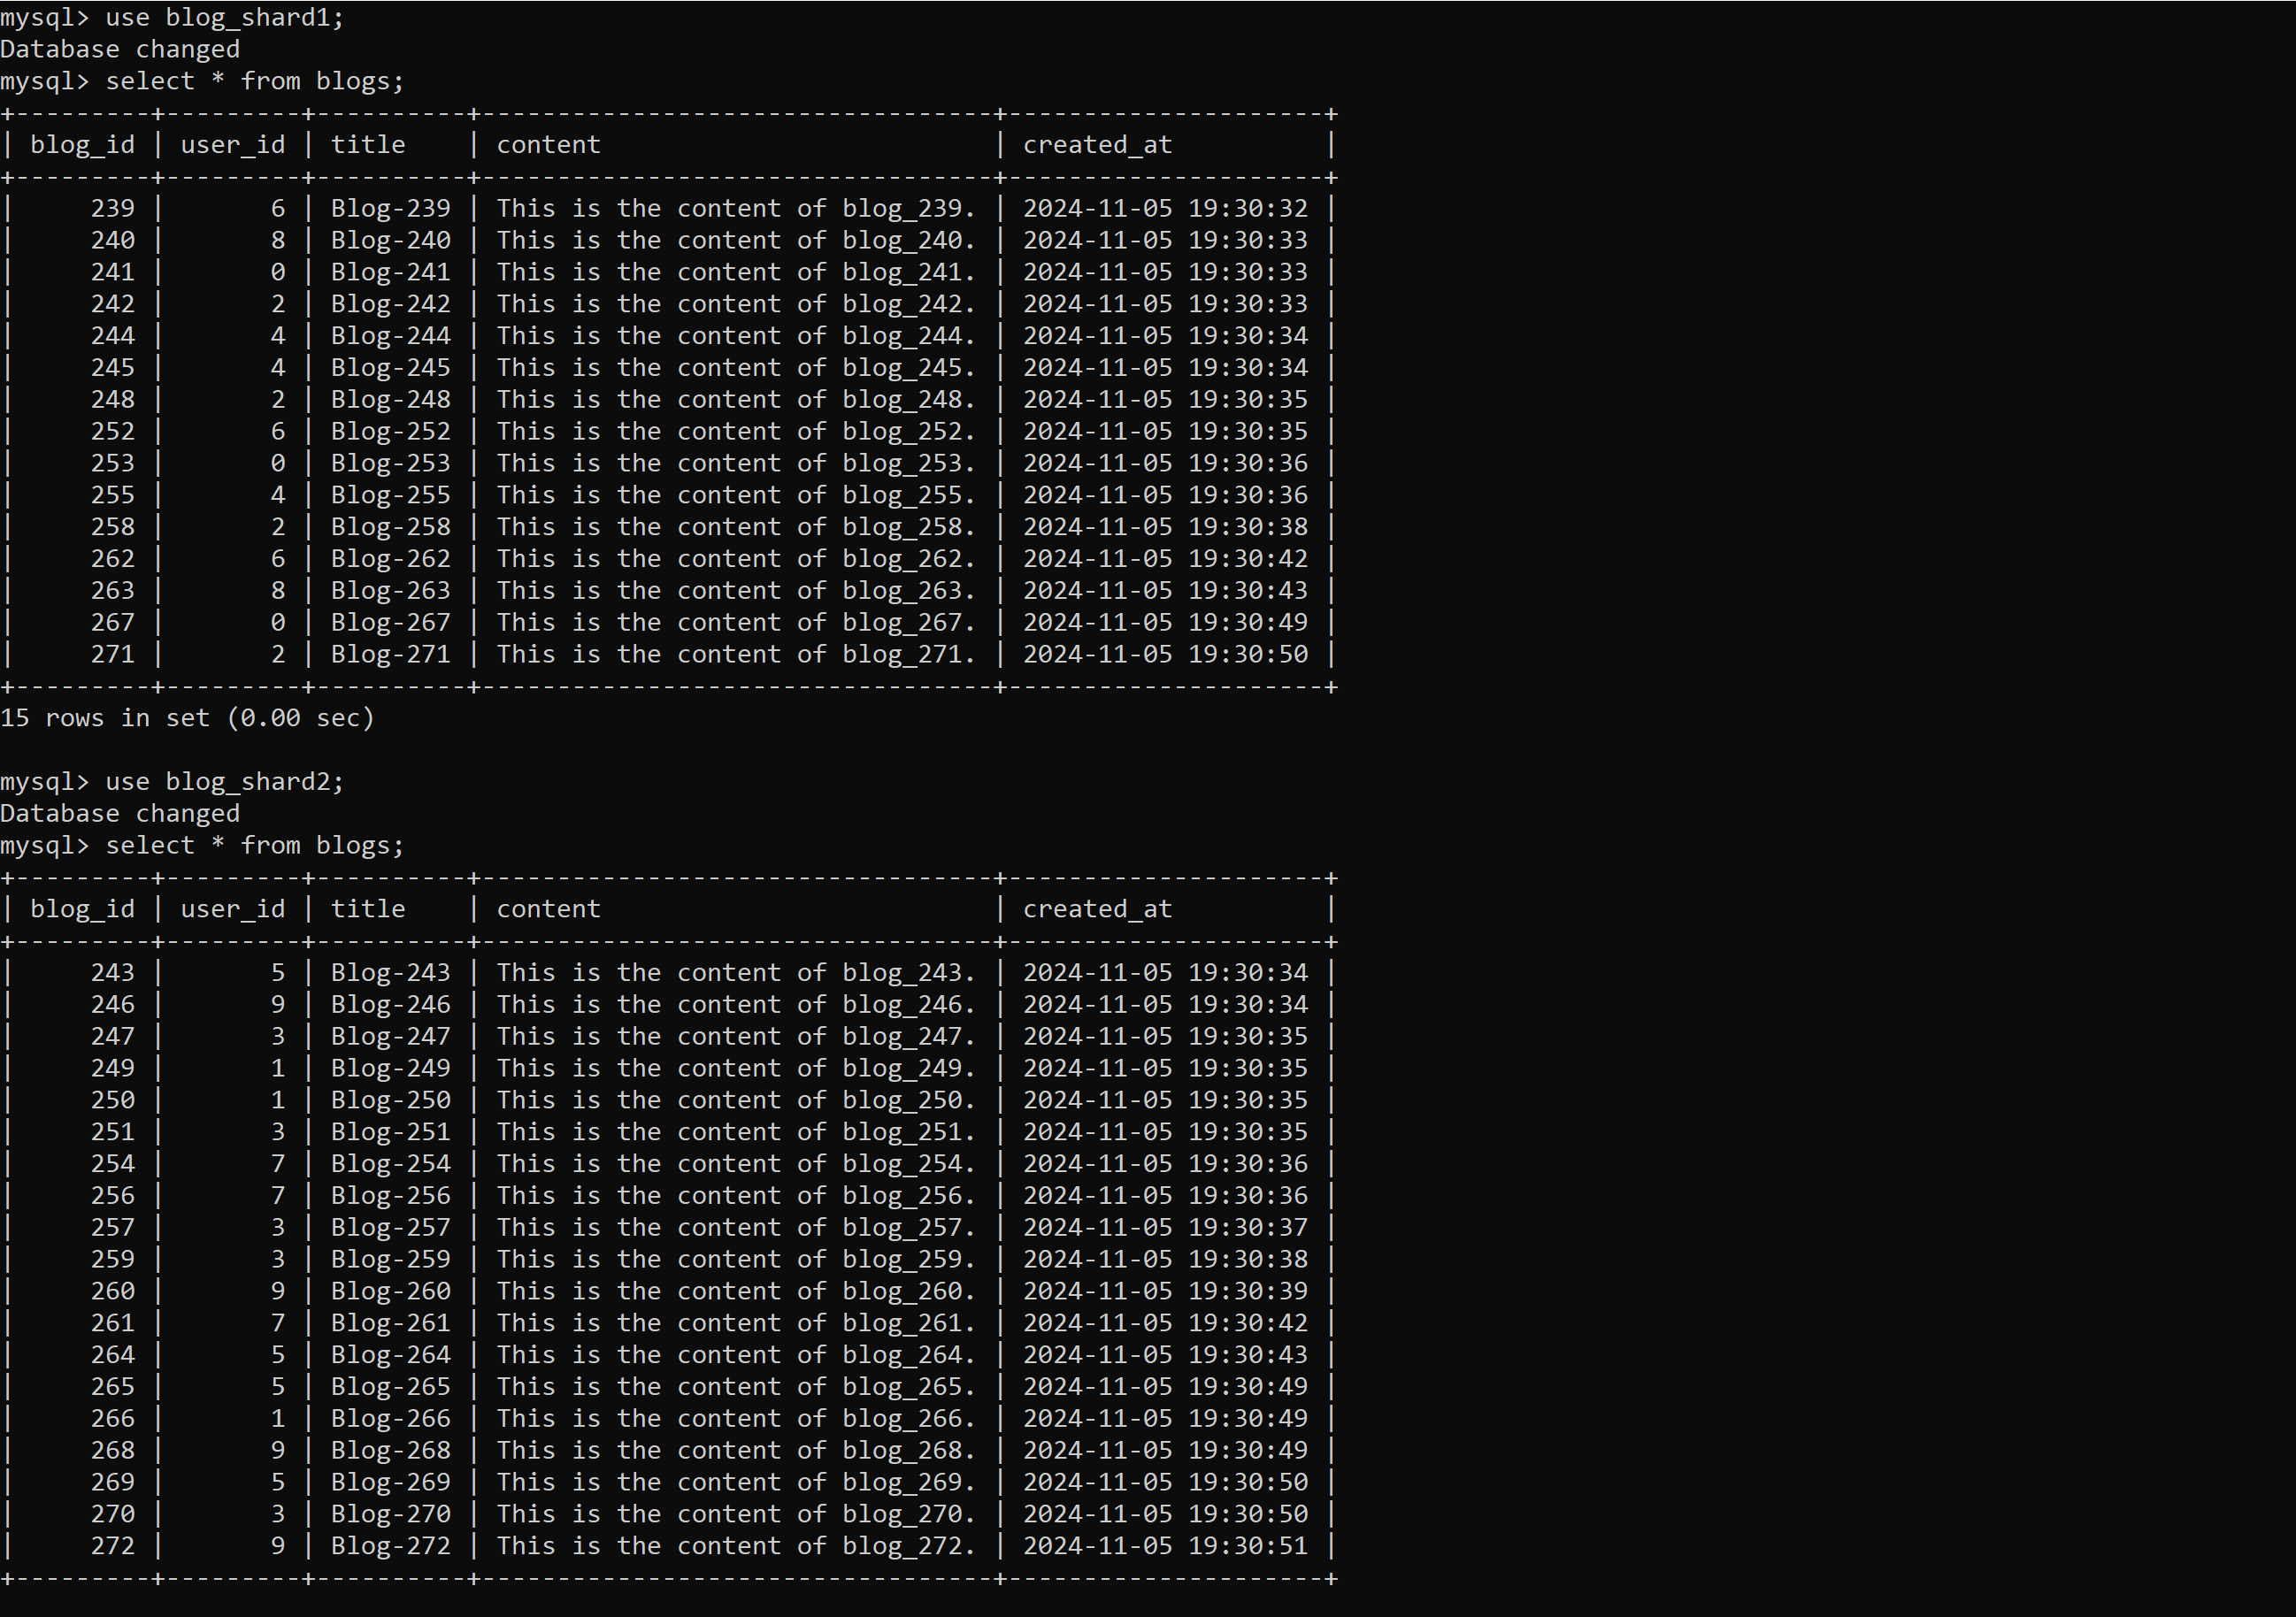 mysql> use blog_shard1;
Database changed
mysql> select * from blogs;
+---------+---------+----------+----------------------------------+---------------------+
| blog_id | user_id | title    | content                          | created_at          |
+---------+---------+----------+----------------------------------+---------------------+
|     239 |       6 | Blog-239 | This is the content of blog_239. | 2024-11-05 19:30:32 |
|     240 |       8 | Blog-240 | This is the content of blog_240. | 2024-11-05 19:30:33 |
|     241 |       0 | Blog-241 | This is the content of blog_241. | 2024-11-05 19:30:33 |
|     242 |       2 | Blog-242 | This is the content of blog_242. | 2024-11-05 19:30:33 |
|     244 |       4 | Blog-244 | This is the content of blog_244. | 2024-11-05 19:30:34 |
|     245 |       4 | Blog-245 | This is the content of blog_245. | 2024-11-05 19:30:34 |
|     248 |       2 | Blog-248 | This is the content of blog_248. | 2024-11-05 19:30:35 |
|     252 |       6 | Blog-252 | This is the content of blog_252. | 2024-11-05 19:30:35 |
|     253 |       0 | Blog-253 | This is the content of blog_253. | 2024-11-05 19:30:36 |
|     255 |       4 | Blog-255 | This is the content of blog_255. | 2024-11-05 19:30:36 |
|     258 |       2 | Blog-258 | This is the content of blog_258. | 2024-11-05 19:30:38 |
|     262 |       6 | Blog-262 | This is the content of blog_262. | 2024-11-05 19:30:42 |
|     263 |       8 | Blog-263 | This is the content of blog_263. | 2024-11-05 19:30:43 |
|     267 |       0 | Blog-267 | This is the content of blog_267. | 2024-11-05 19:30:49 |
|     271 |       2 | Blog-271 | This is the content of blog_271. | 2024-11-05 19:30:50 |
+---------+---------+----------+----------------------------------+---------------------+
15 rows in set (0.00 sec)
mysql> use blog_shard2;
Database changed
mysql> select * from blogs;
+---------+---------+----------+----------------------------------+---------------------+
| blog_id | user_id | title    | content                          | created_at          |
+---------+---------+----------+----------------------------------+---------------------+
|     243 |       5 | Blog-243 | This is the content of blog_243. | 2024-11-05 19:30:34 |
|     246 |       9 | Blog-246 | This is the content of blog_246. | 2024-11-05 19:30:34 |
|     247 |       3 | Blog-247 | This is the content of blog_247. | 2024-11-05 19:30:35 |
|     249 |       1 | Blog-249 | This is the content of blog_249. | 2024-11-05 19:30:35 |
|     250 |       1 | Blog-250 | This is the content of blog_250. | 2024-11-05 19:30:35 |
|     251 |       3 | Blog-251 | This is the content of blog_251. | 2024-11-05 19:30:35 |
|     254 |       7 | Blog-254 | This is the content of blog_254. | 2024-11-05 19:30:36 |
|     256 |       7 | Blog-256 | This is the content of blog_256. | 2024-11-05 19:30:36 |
|     257 |       3 | Blog-257 | This is the content of blog_257. | 2024-11-05 19:30:37 |
|     259 |       3 | Blog-259 | This is the content of blog_259. | 2024-11-05 19:30:38 |
|     260 |       9 | Blog-260 | This is the content of blog_260. | 2024-11-05 19:30:39 |
|     261 |       7 | Blog-261 | This is the content of blog_261. | 2024-11-05 19:30:42 |
|     264 |       5 | Blog-264 | This is the content of blog_264. | 2024-11-05 19:30:43 |
|     265 |       5 | Blog-265 | This is the content of blog_265. | 2024-11-05 19:30:49 |
|     266 |       1 | Blog-266 | This is the content of blog_266. | 2024-11-05 19:30:49 |
|     268 |       9 | Blog-268 | This is the content of blog_268. | 2024-11-05 19:30:49 |
|     269 |       5 | Blog-269 | This is the content of blog_269. | 2024-11-05 19:30:50 |
|     270 |       3 | Blog-270 | This is the content of blog_270. | 2024-11-05 19:30:50 |
|     272 |       9 | Blog-272 | This is the content of blog_272. | 2024-11-05 19:30:51 |
+---------+---------+----------+----------------------------------+---------------------+